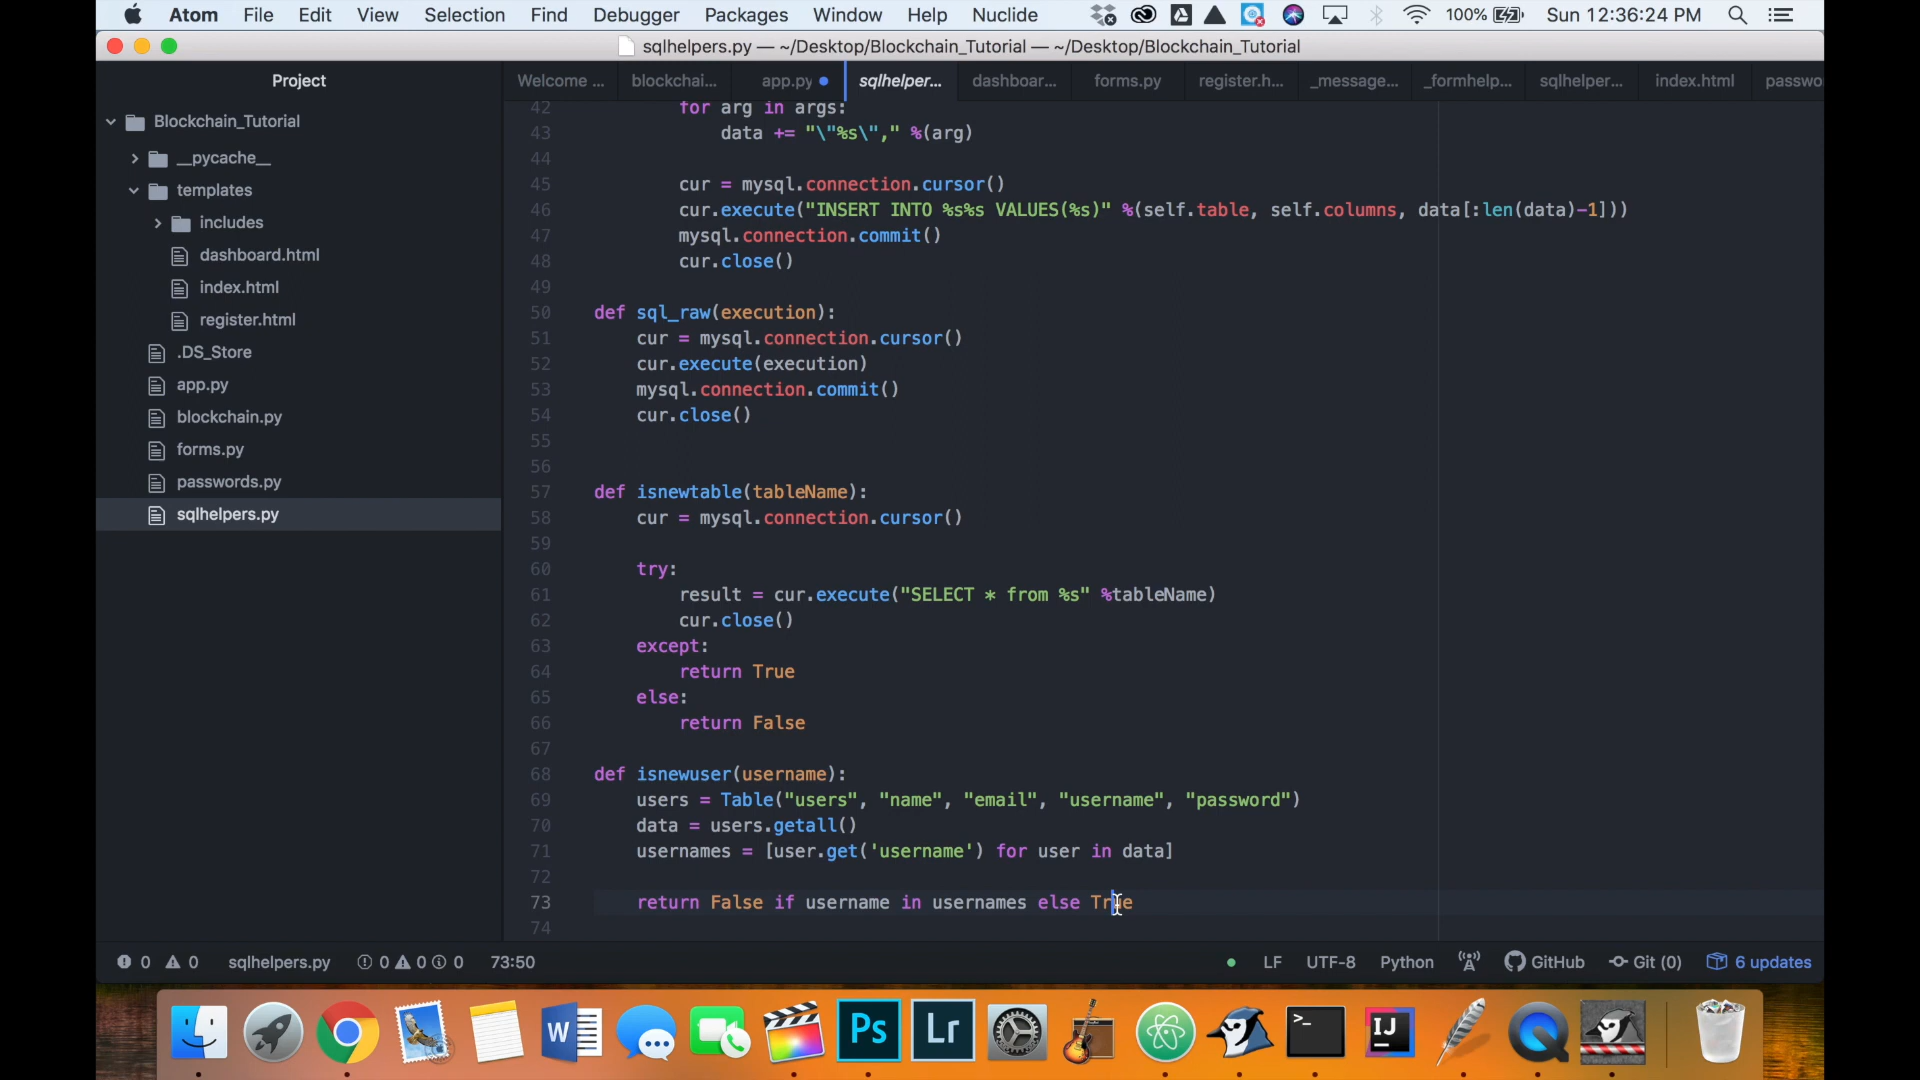 Atom File Edit View Selection Find Debugger Packages Window Help Nuclide 100% Sun 12:36:24 PM
sqlhelpers.py — ~/Desktop/Blockchain_Tutorial — ~/Desktop/Blockchain_Tutorial
Project
Welcome ... blockchai... app.py sqlhelper... dashboar... forms.py register.h... _message... _formhelp... sqlhelper... index.html passwo
Blockchain_Tutorial
__pycache__
templates
includes
dashboard.html
index.html
register.html
.DS_Store
app.py
blockchain.py
forms.py
passwords.py
sqlhelpers.py
42 for arg in args:
43 data += "\"%s\"," %(arg)
44
45 cur = mysql.connection.cursor()
46 cur.execute("INSERT INTO %s%s VALUES(%s)" %(self.table, self.columns, data[:len(data)-1]))
47 mysql.connection.commit()
48 cur.close()
49
50 def sql_raw(execution):
51 cur = mysql.connection.cursor()
52 cur.execute(execution)
53 mysql.connection.commit()
54 cur.close()
55
56
57 def isnewtable(tableName):
58 cur = mysql.connection.cursor()
59
60 try:
61 result = cur.execute("SELECT * from %s" %tableName)
62 cur.close()
63 except:
64 return True
65 else:
66 return False
67
68 def isnewuser(username):
69 users = Table("users", "name", "email", "username", "password")
70 data = users.getall()
71 usernames = [user.get('username') for user in data]
72
73 return False if username in usernames else True
74
0 0 sqlhelpers.py 0 0 0 73:50 LF UTF-8 Python GitHub Git (0) 6 updates
W Ps Lr >_ IJ